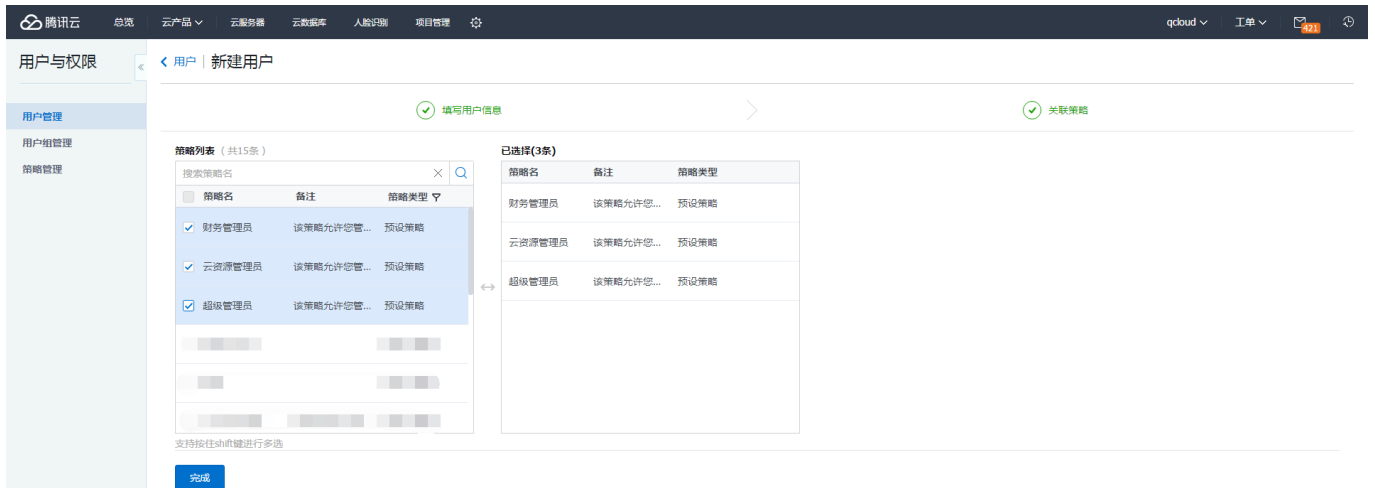 腾讯云 总览 云产品 云服务器 云数据库 人脸识别 项目管理 qcloud 工单 421
用户与权限
用户 | 新建用户
填写用户信息 关联策略
用户管理
用户组管理
策略管理
策略列表（共15条）
搜索策略名
策略名 备注 策略类型
财务管理员 该策略允许您管... 预设策略
云资源管理员 该策略允许您管... 预设策略
超级管理员 该策略允许您管... 预设策略
支持按住shift键进行多选
已选择(3条)
策略名 备注 策略类型
财务管理员 该策略允许您... 预设策略
云资源管理员 该策略允许您... 预设策略
超级管理员 该策略允许您... 预设策略
完成